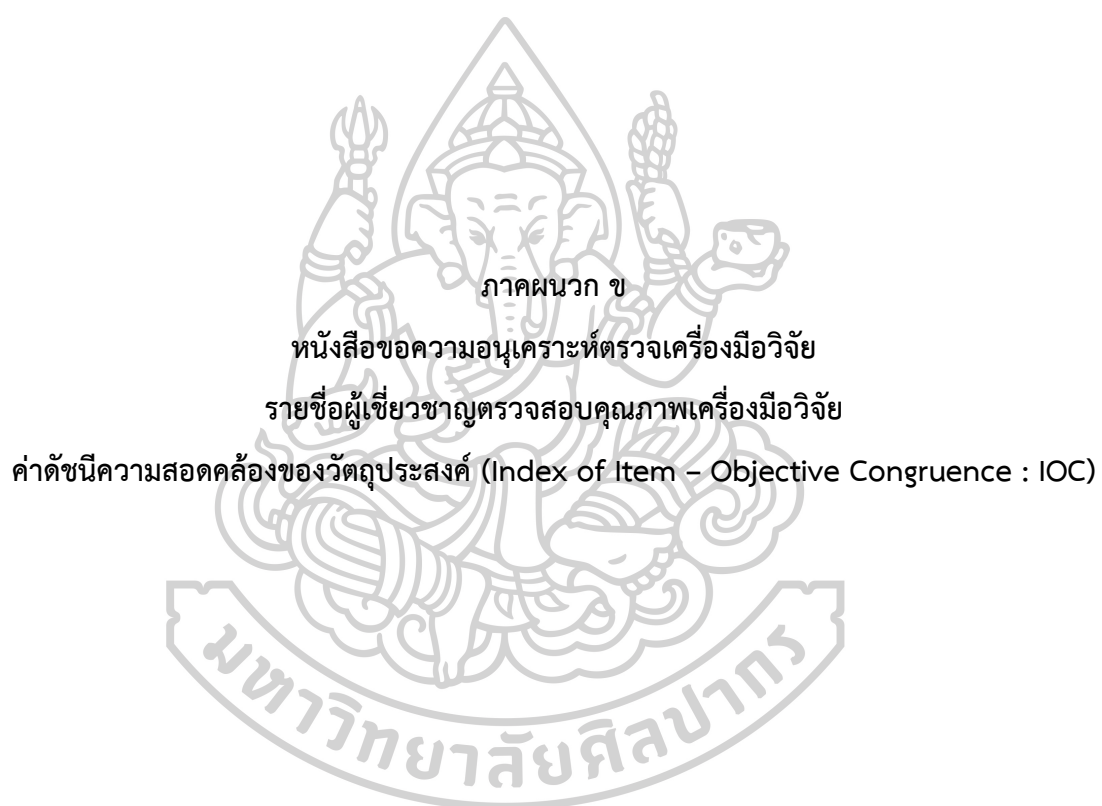 ภาคผนวก ข
หนังสือขอความอนุเคราะห์ตรวจเครื่องมือวิจัย
รายชื่อผู้เชี่ยวชาญตรวจสอบคุณภาพเครื่องมือวิจัย
ค่าดัชนีความสอดคล้องของวัตถุประสงค์ (Index of Item – Objective Congruence : IOC)
มหาวิทยาลัยศิลปากร